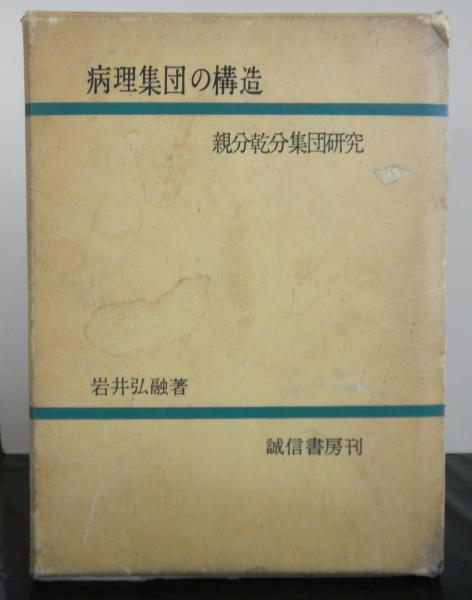 病理集団の構造
親分乾分集団研究
岩井弘融著
誠信書房刊